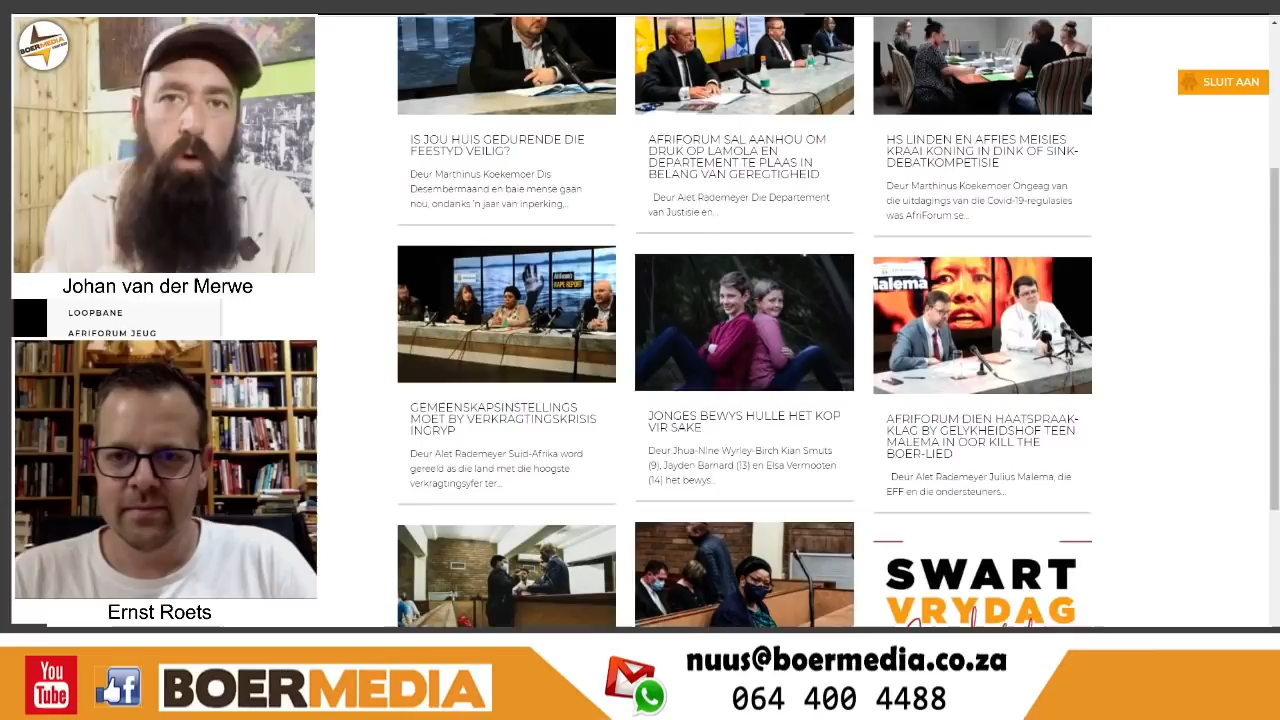 BOERMEDIA
Johan van der Merwe
LOOPBANE
AFRIFORUM JEUG
Ernst Roets
IS JOU HUIS GEDURENDE DIE
FEESTYD VEILIG?
Deur Marthinus Koekemoer Dis
Desembermaand en baie mense gaan
nou, ondanks 'n jaar van inperking,..
AFRIFORUM SAL AANHOU OM
DRUK OP LAMOLA EN
DEPARTEMENT TE PLAAS IN
BELANG VAN GEREGTIGHEID
Deur Alet Rademeyer Die Departement
van Justisie en...
HS LINDEN EN AFFIES MEISIES
KRAAI KONING IN DINK OF SINK-
DEBATKOMPETISIE
Deur Marthinus Koekemoer Ongeag van
die uitdagings van die Covid-19-regulasies
was AfriForum se...
SLUIT AAN
RAPE REPORT
GEMEENSKAPSINSTELLINGS
MOET BY VERKRAGTINGSKRISIS
INGRYP
Deur Alet Rademeyer Suid-Afrika word
gereeld as die land met die hoogste
verkragtingsyfer ter...
JONGES BEWYS HULLE HET KOP
VIR SAKE
Deur Jhua-Nine Wyrley-Birch Kian Smuts
(9), Jayden Barnard (13) en Elsa Vermooten
(14) het bewys...
Malema
AFRIFORUM DIEN HAATSPRAAK-
KLAG BY GELYKHEIDSHOF TEEN
MALEMA IN OOR KILL THE
BOER-LIED
Deur Alet Rademeyer Julius Malema, die
EFF en die ondersteuners...
SWART
VRYDAG
You
Tube
BOERMEDIA
nuus@boermedia.co.za
064 400 4488